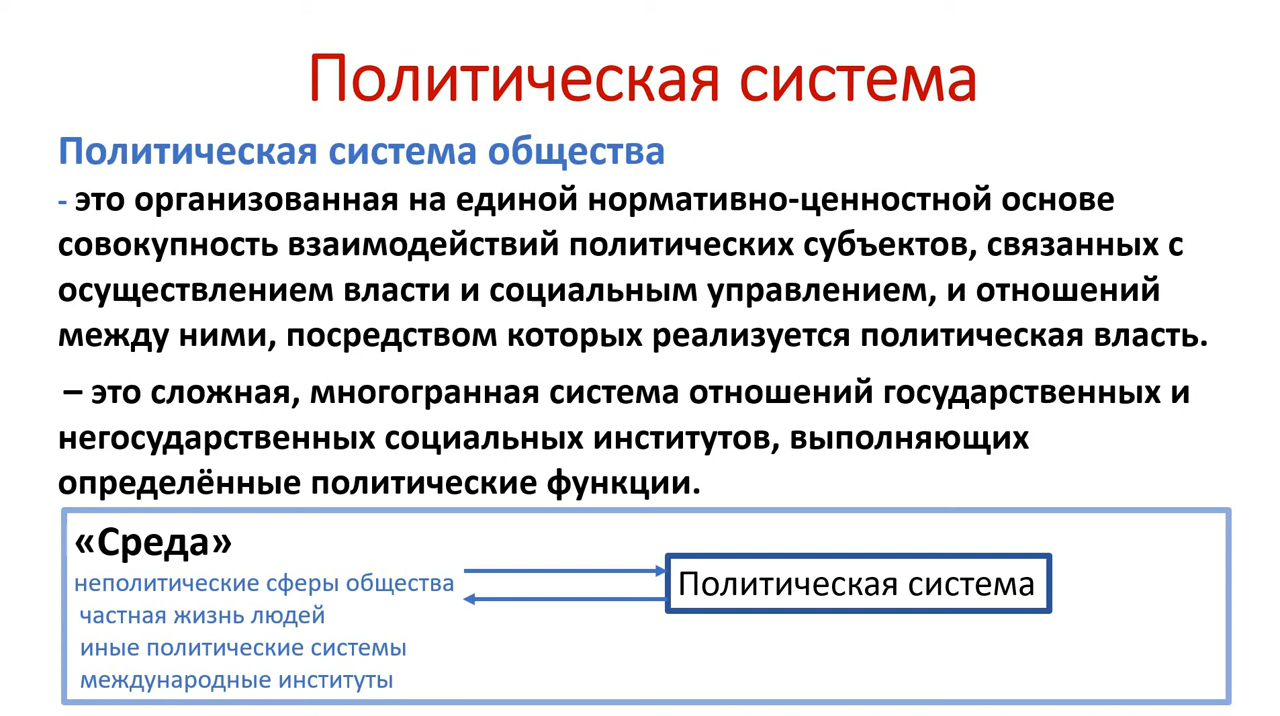 Политическая система
Политическая система общества
- это организованная на единой нормативно-ценностной основе
совокупность взаимодействий политических субъектов, связанных с
осуществлением власти и социальным управлением, и отношений
между ними, посредством которых реализуется политическая власть.
– это сложная, многогранная система отношений государственных и
негосударственных социальных институтов, выполняющих
определённые политические функции.
«Среда»
неполитические сферы общества
частная жизнь людей
иные политические системы
международные институты
Политическая система